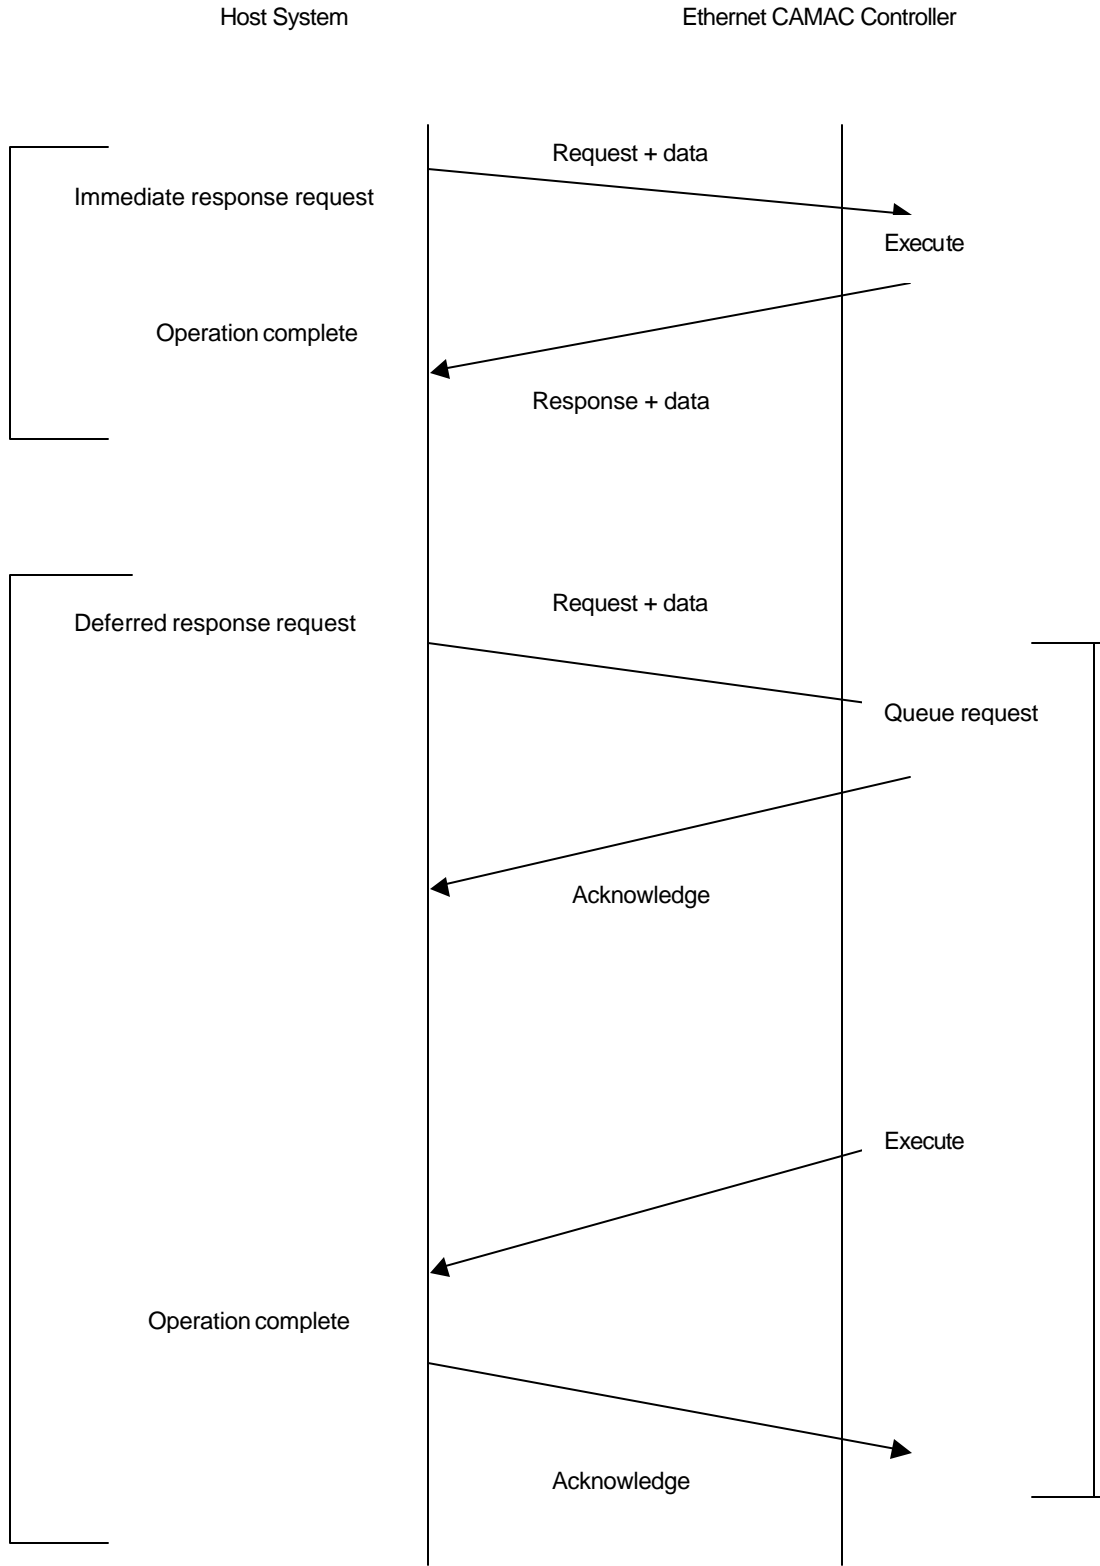 Host System
Ethernet CAMAC Controller
Request + data
Immediate response request
Execute
Operation complete
Response + data
Request + data
Deferred response request
Queue request
Acknowledge
Execute
Operation complete
Acknowledge